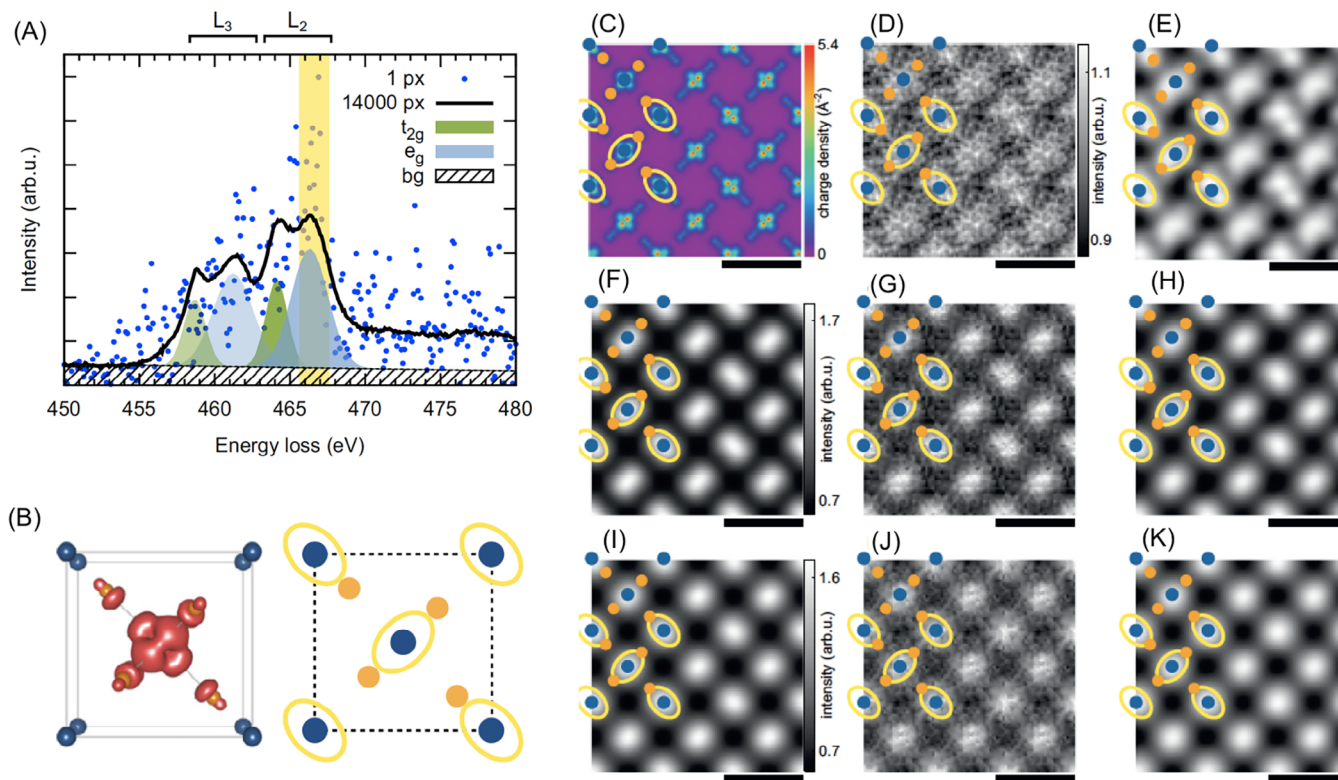 (A)
L3 L2
1 px
14000 px
t2g
eg
bg
Intensity (arb.u.)
450 455 460 465 470 475 480
Energy loss (eV)
(B)
(C)
5.4
charge density (Å-2)
0
(D)
1.1
intensity (arb.u.)
0.9
(E)
(F)
1.7
intensity (arb.u.)
0.7
(G)
(H)
(I)
1.6
intensity (arb.u.)
0.7
(J)
(K)